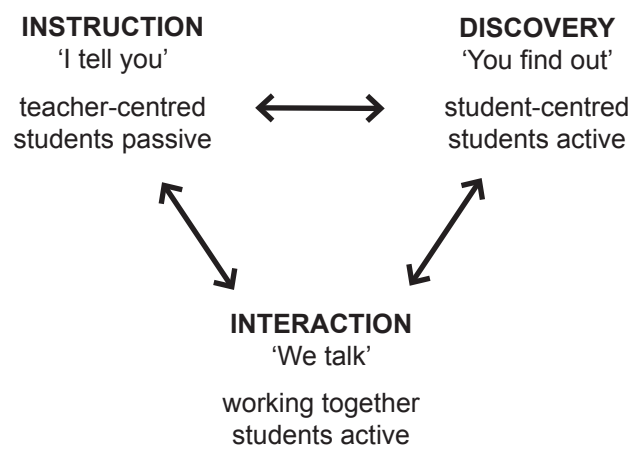 INSTRUCTION
‘I tell you’
teacher-centred
students passive
DISCOVERY
‘You find out’
student-centred
students active
INTERACTION
‘We talk’
working together
students active